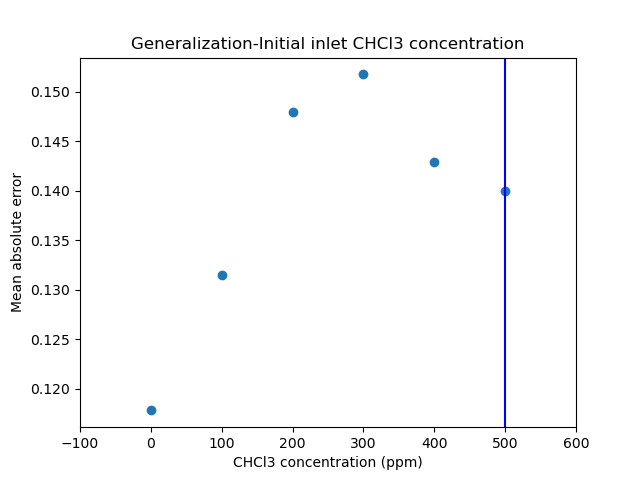 Generalization-Initial inlet CHCl3 concentration
Mean absolute error
0.150
0.145
0.140
0.135
0.130
0.125
0.120
−100 0 100 200 300 400 500 600
CHCl3 concentration (ppm)